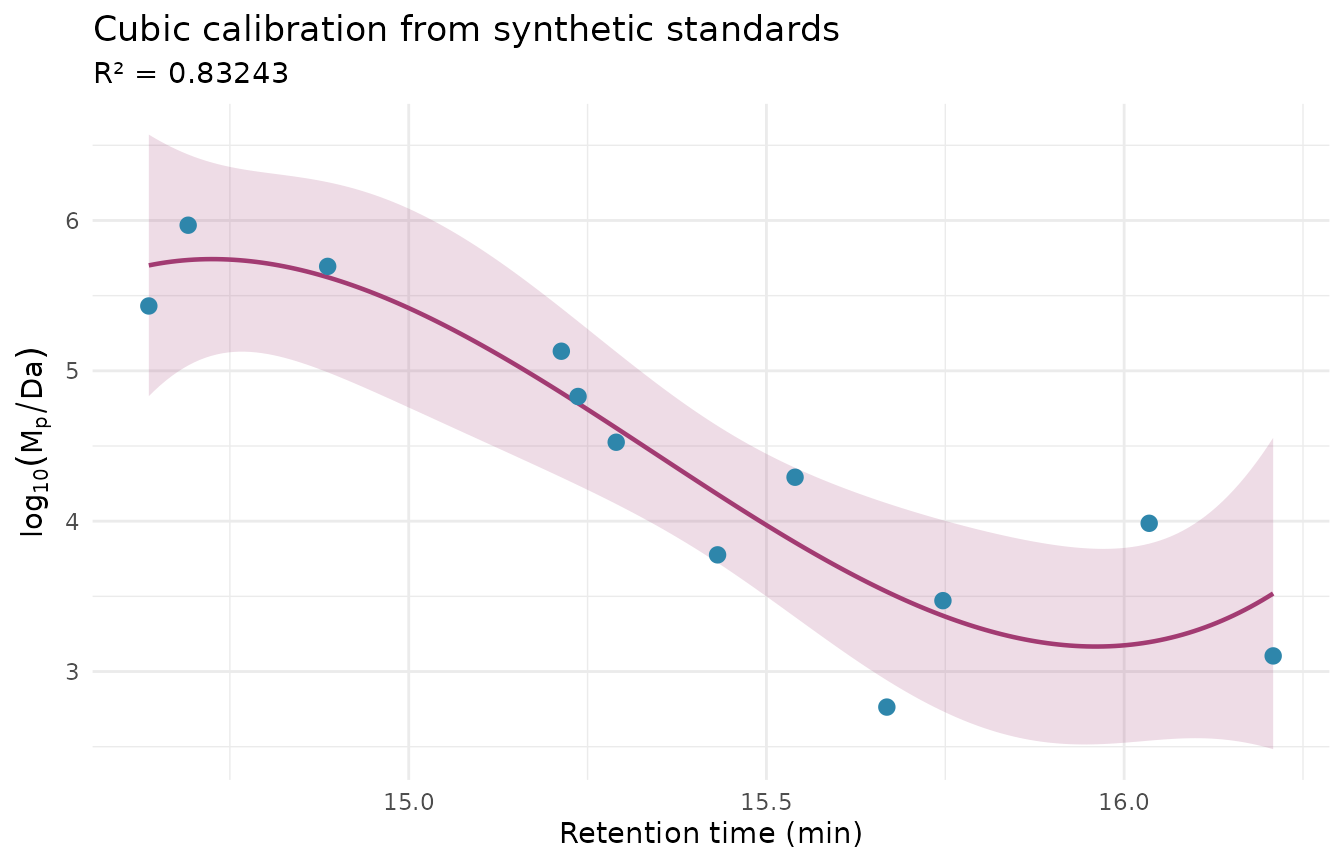 Cubic calibration from synthetic standards
R² = 0.83243
log₁₀(Mₚ/Da)
6
5
4
3
15.0 15.5 16.0
Retention time (min)